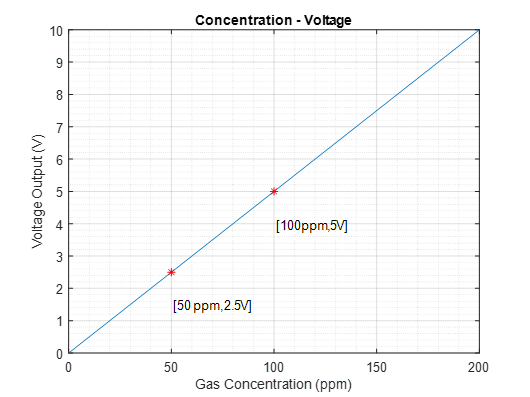 Concentration - Voltage
10
9
8
7
6
5
4
3
2
1
0
Voltage Output (V)
[100ppm,5V]
[50 ppm,2.5V]
0 50 100 150 200
Gas Concentration (ppm)